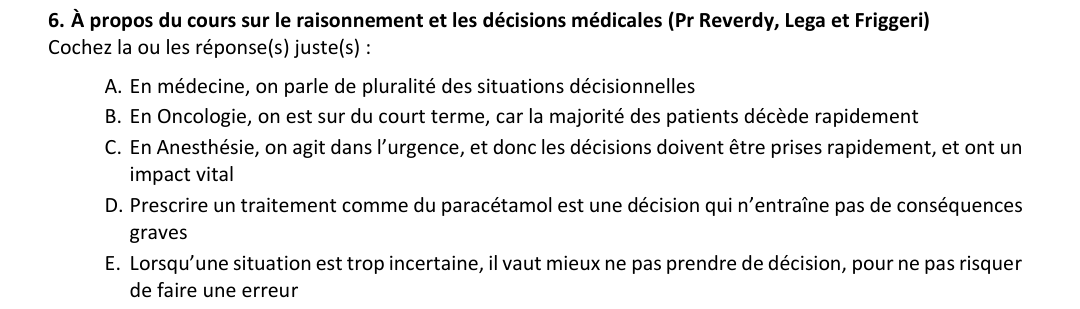 6. À propos du cours sur le raisonnement et les décisions médicales (Pr Reverdy, Lega et Friggeri)
Cochez la ou les réponse(s) juste(s) :
A. En médecine, on parle de pluralité des situations décisionnelles
B. En Oncologie, on est sur du court terme, car la majorité des patients décède rapidement
C. En Anesthésie, on agit dans l’urgence, et donc les décisions doivent être prises rapidement, et ont un
impact vital
D. Prescrire un traitement comme du paracétamol est une décision qui n’entraîne pas de conséquences
graves
E. Lorsqu’une situation est trop incertaine, il vaut mieux ne pas prendre de décision, pour ne pas risquer
de faire une erreur